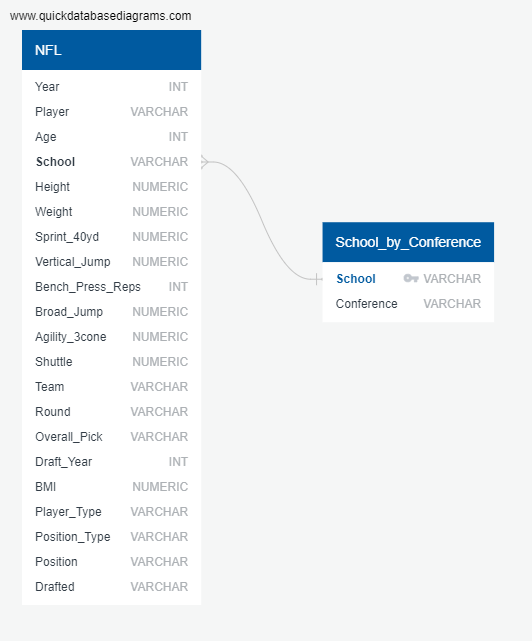 www.quickdatabasediagrams.com
NFL
Year INT
Player VARCHAR
Age INT
School VARCHAR
Height NUMERIC
Weight NUMERIC
Sprint_40yd NUMERIC
Vertical_Jump NUMERIC
Bench_Press_Reps INT
Broad_Jump NUMERIC
Agility_3cone NUMERIC
Shuttle NUMERIC
Team VARCHAR
Round VARCHAR
Overall_Pick VARCHAR
Draft_Year INT
BMI NUMERIC
Player_Type VARCHAR
Position_Type VARCHAR
Position VARCHAR
Drafted VARCHAR
School_by_Conference
School VARCHAR
Conference VARCHAR